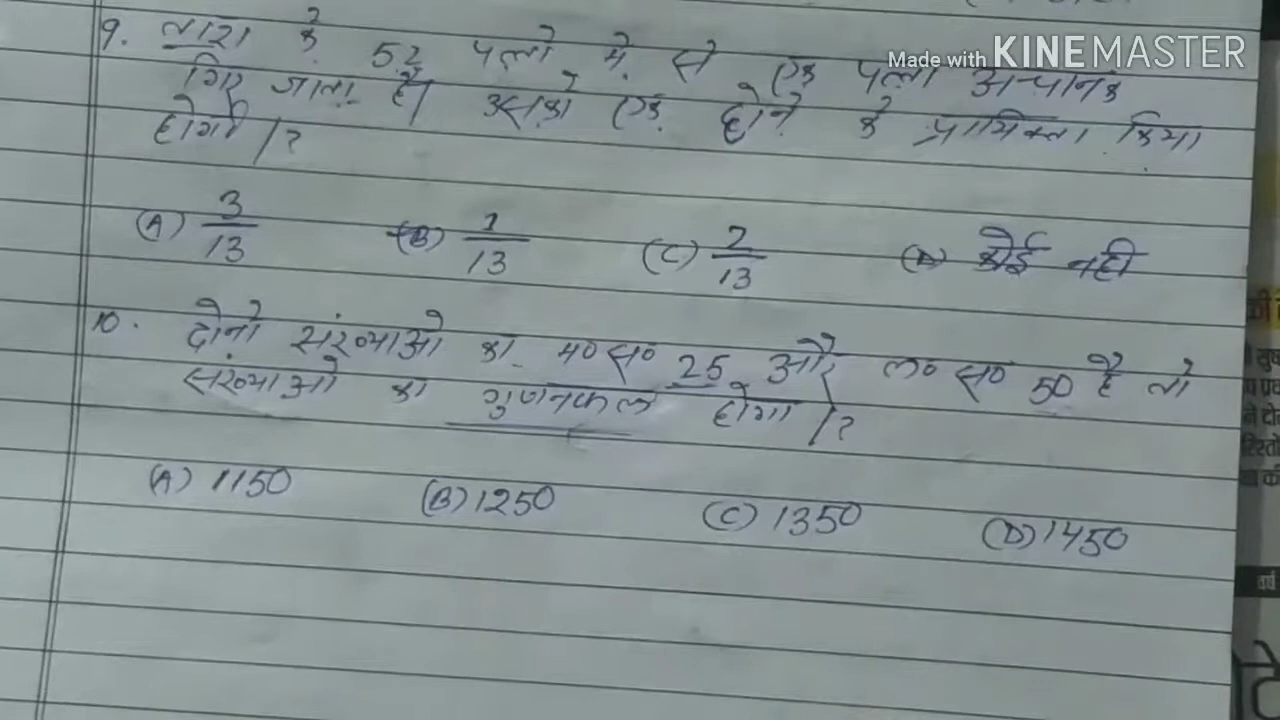 Made with KINEMASTER
9. ताश के 52 पत्तो मे से एक पत्ता अचानक
गिर जाता है। उसको एक होने के प्रायिकता किया
होगी ।?
(A) 3/13 (B) 1/13 (C) 2/13 (D) कोई नही
10. दोनो संख्याओ का म० स० 25 और ल० स० 50 है तो
संख्याओ का गुणनफल होगा ।?
(A) 1150 (B) 1250 (C) 1350 (D) 1450